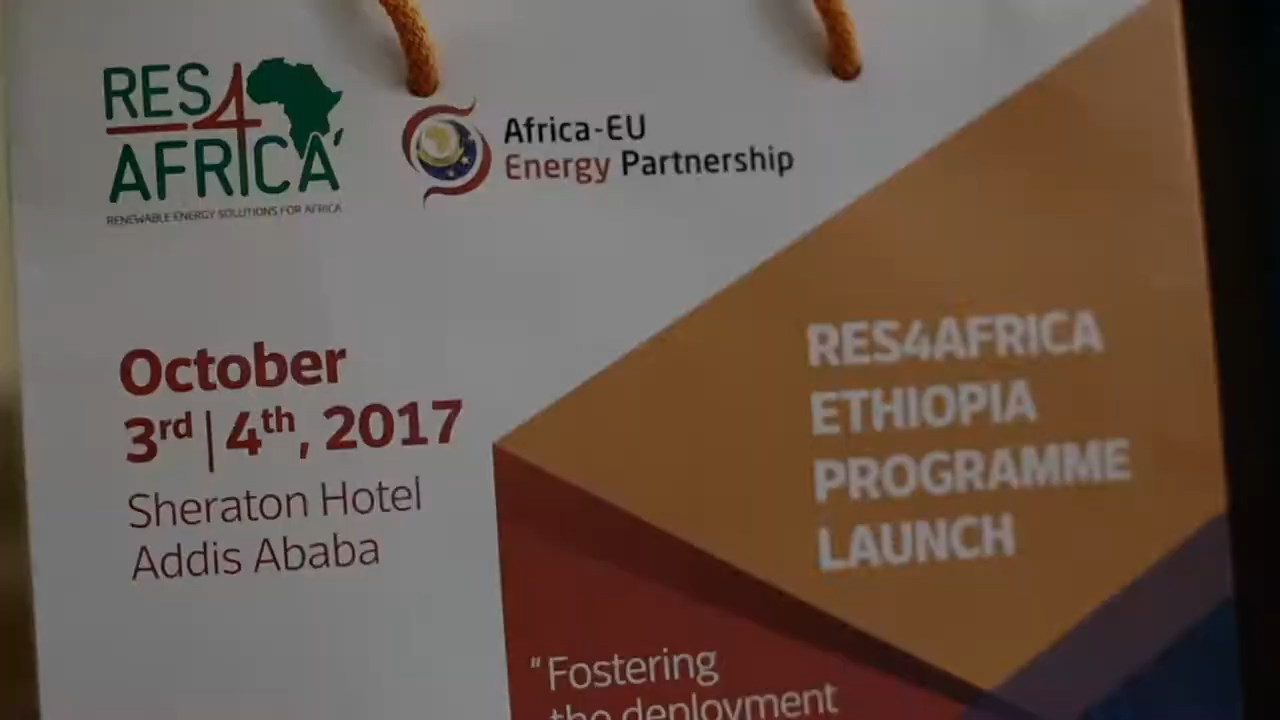 RES4
AFRICA
RENEWABLE ENERGY SOLUTIONS FOR AFRICA
Africa-EU
Energy Partnership
October
3rd|4th, 2017
Sheraton Hotel
Addis Ababa
RES4AFRICA
ETHIOPIA
PROGRAMME
LAUNCH
"Fostering
the deployment